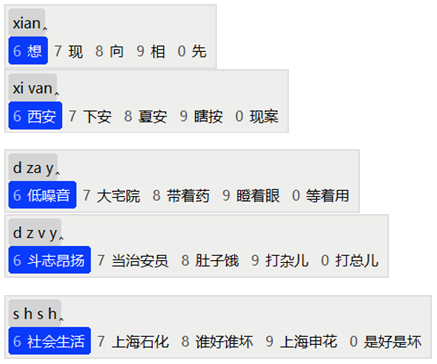 xian‸
6 想 7 现 8 向 9 相 0 先
xi van‸
6 西安 7 下安 8 夏安 9 瞎按 0 现案
d za y‸
6 低噪音 7 大宅院 8 带着药 9 瞪着眼 0 等着用
d z v y‸
6 斗志昂扬 7 当治安员 8 肚子饿 9 打杂儿 0 打总儿
s h s h‸
6 社会生活 7 上海石化 8 谁好谁坏 9 上海申花 0 是好是坏